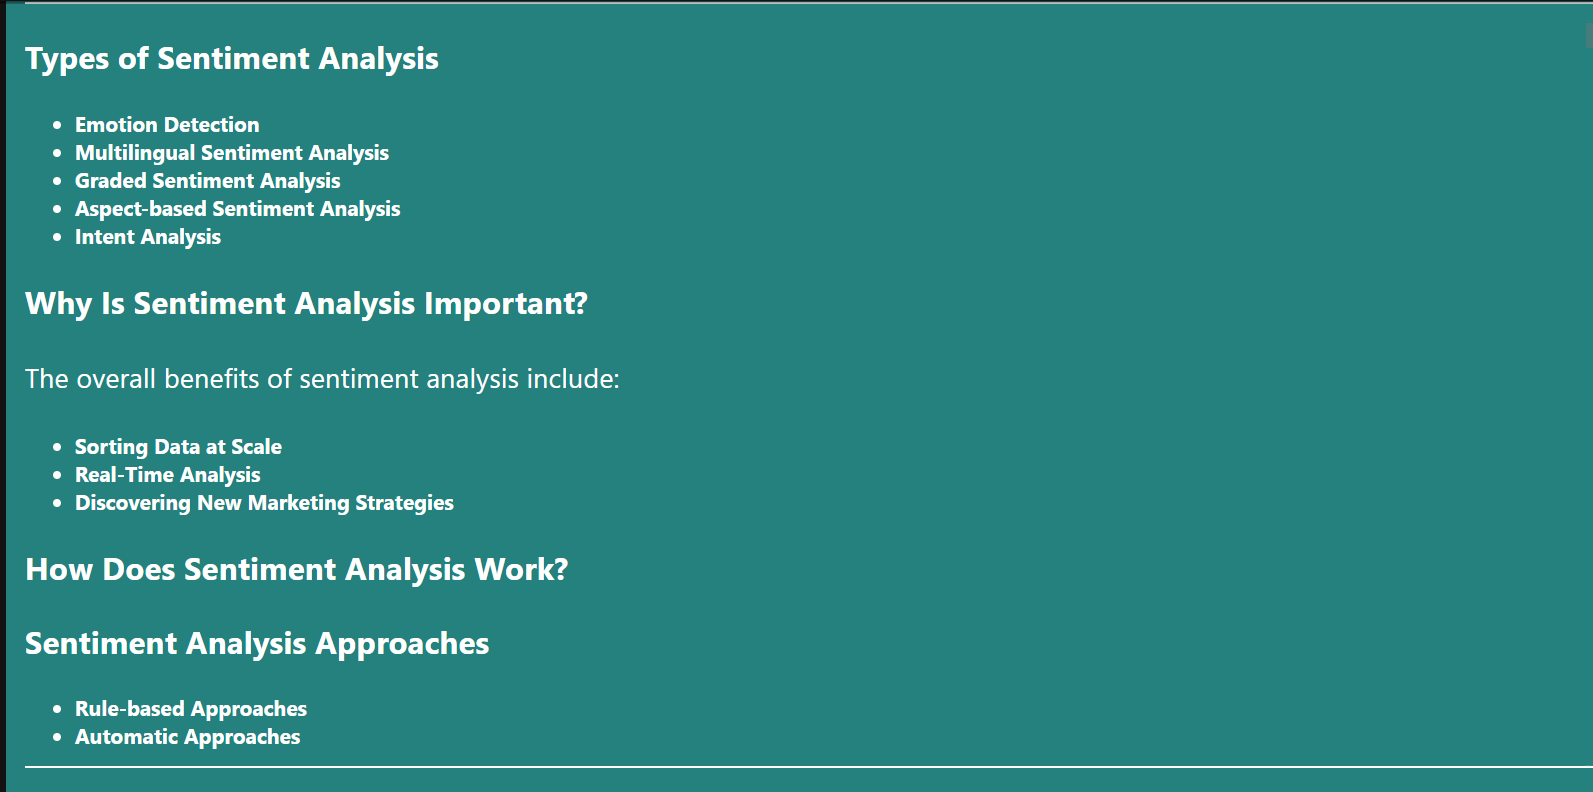 Types of Sentiment Analysis
Emotion Detection
Multilingual Sentiment Analysis
Graded Sentiment Analysis
Aspect-based Sentiment Analysis
Intent Analysis
Why Is Sentiment Analysis Important?
The overall benefits of sentiment analysis include:
Sorting Data at Scale
Real-Time Analysis
Discovering New Marketing Strategies
How Does Sentiment Analysis Work?
Sentiment Analysis Approaches
Rule-based Approaches
Automatic Approaches